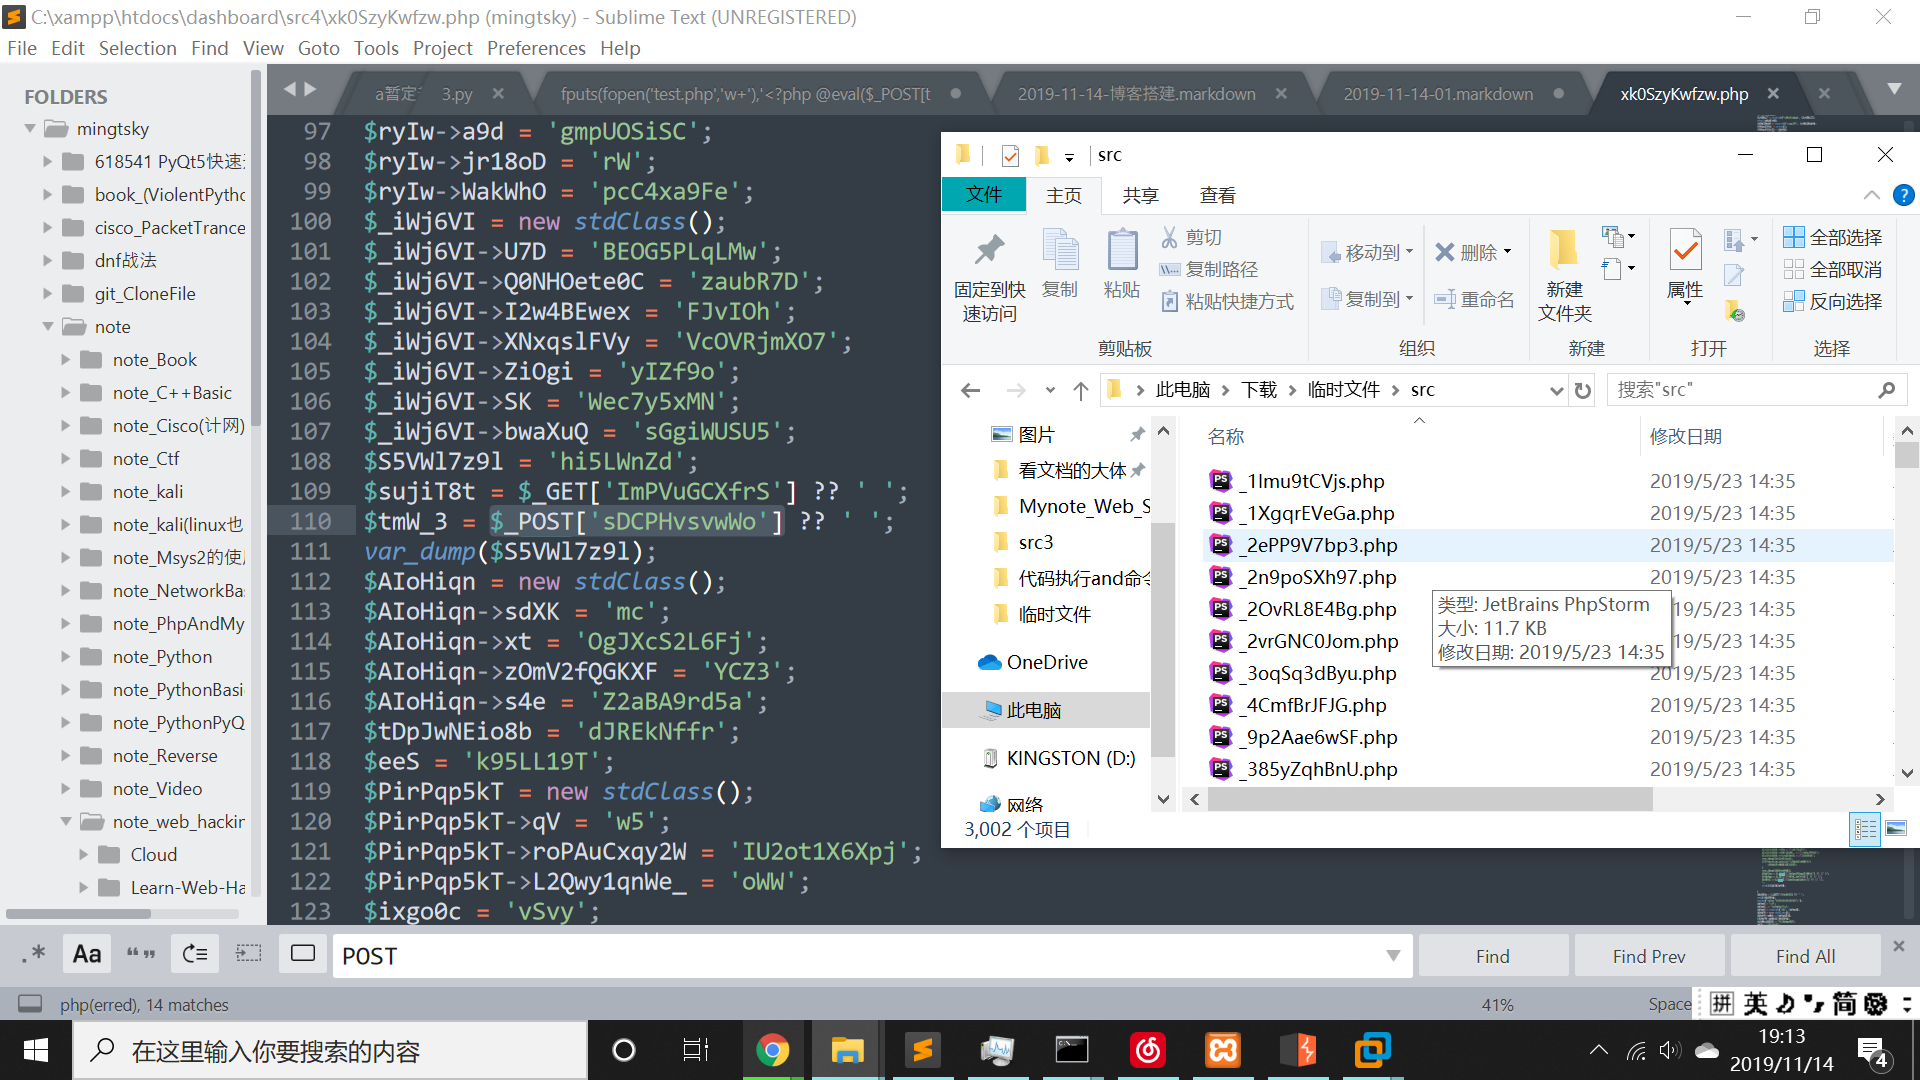 C:\xampp\htdocs\dashboard\src4\xk0SzyKwfzw.php (mingtsky) - Sublime Text (UNREGISTERED)
File Edit Selection Find View Goto Tools Project Preferences Help
FOLDERS
mingtsky
618541 PyQt5快速
book_(ViolentPytho
cisco_PacketTrance
dnf战法
git_CloneFile
note
note_Book
note_C++Basic
note_Cisco(计网)
note_Ctf
note_kali
note_kali(linux也
note_Msys2的使
note_NetworkBa
note_PhpAndMy
note_Python
note_PythonBasi
note_PythonPyQ
note_Reverse
note_Video
note_web_hackin
Cloud
Learn-Web-Ha
a暂定 3.py
fputs(fopen('test.php','w+'),'<?php @eval($_POST[t
2019-11-14-博客搭建.markdown
2019-11-14-01.markdown
xk0SzyKwfzw.php
97 $ryIw->a9d = 'gmpUOSiSC';
98 $ryIw->jr18oD = 'rW';
99 $ryIw->WakWhO = 'pcC4xa9Fe';
100 $_iWj6VI = new stdClass();
101 $_iWj6VI->U7D = 'BEOG5PLqLMw';
102 $_iWj6VI->Q0NHOete0C = 'zaubR7D';
103 $_iWj6VI->I2w4BEwex = 'FJvIOh';
104 $_iWj6VI->XNxqslFVy = 'VcOVRjmXO7';
105 $_iWj6VI->ZiOgi = 'yIZf9o';
106 $_iWj6VI->SK = 'Wec7y5xMN';
107 $_iWj6VI->bwaXuQ = 'sGgiWUSU5';
108 $S5VWl7z9l = 'hi5LWnZd';
109 $sujiT8t = $_GET['ImPVuGCXfrS'] ?? ' ';
110 $tmW_3 = $_POST['sDCPHvsvwWo'] ?? ' ';
111 var_dump($S5VWl7z9l);
112 $AIoHiqn = new stdClass();
113 $AIoHiqn->sdXK = 'mc';
114 $AIoHiqn->xt = 'OgJXcS2L6Fj';
115 $AIoHiqn->zOmV2fQGKXF = 'YCZ3';
116 $AIoHiqn->s4e = 'Z2aBA9rd5a';
117 $tDpJwNEio8b = 'dJREkNffr';
118 $eeS = 'k95LL19T';
119 $PirPqp5kT = new stdClass();
120 $PirPqp5kT->qV = 'w5';
121 $PirPqp5kT->roPAuCxqy2W = 'IU2ot1X6Xpj';
122 $PirPqp5kT->L2Qwy1qnWe_ = 'oWW';
123 $ixgo0c = 'vSvy';
src
文件 主页 共享 查看
固定到快速访问
复制
粘贴
剪切
复制路径
粘贴快捷方式
剪贴板
移动到
复制到
删除
重命名
组织
新建
文件夹
新建
属性
打开
全部选择
全部取消
反向选择
选择
此电脑 > 下载 > 临时文件 > src
搜索"src"
图片
看文档的大体
Mynote_Web_S
src3
代码执行and命令
临时文件
OneDrive
此电脑
KINGSTON (D:)
网络
名称 修改日期
_1lmu9tCVjs.php 2019/5/23 14:35
_1XgqrEVeGa.php 2019/5/23 14:35
_2ePP9V7bp3.php 2019/5/23 14:35
_2n9poSXh97.php 2019/5/23 14:35
_2OvRL8E4Bg.php 19/5/23 14:35
_2vrGNC0Jom.php 19/5/23 14:35
_3oqSq3dByu.php 2019/5/23 14:35
_4CmfBrJFJG.php 2019/5/23 14:35
_9p2Aae6wSF.php 2019/5/23 14:35
_385yZqhBnU.php 2019/5/23 14:35
类型: JetBrains PhpStorm
大小: 11.7 KB
修改日期: 2019/5/23 14:35
3,002 个项目
.* Aa “” POST Find Find Prev Find All
php(erred), 14 matches 41% Space
拼 英 简
在这里输入你要搜索的内容
19:13
2019/11/14
4